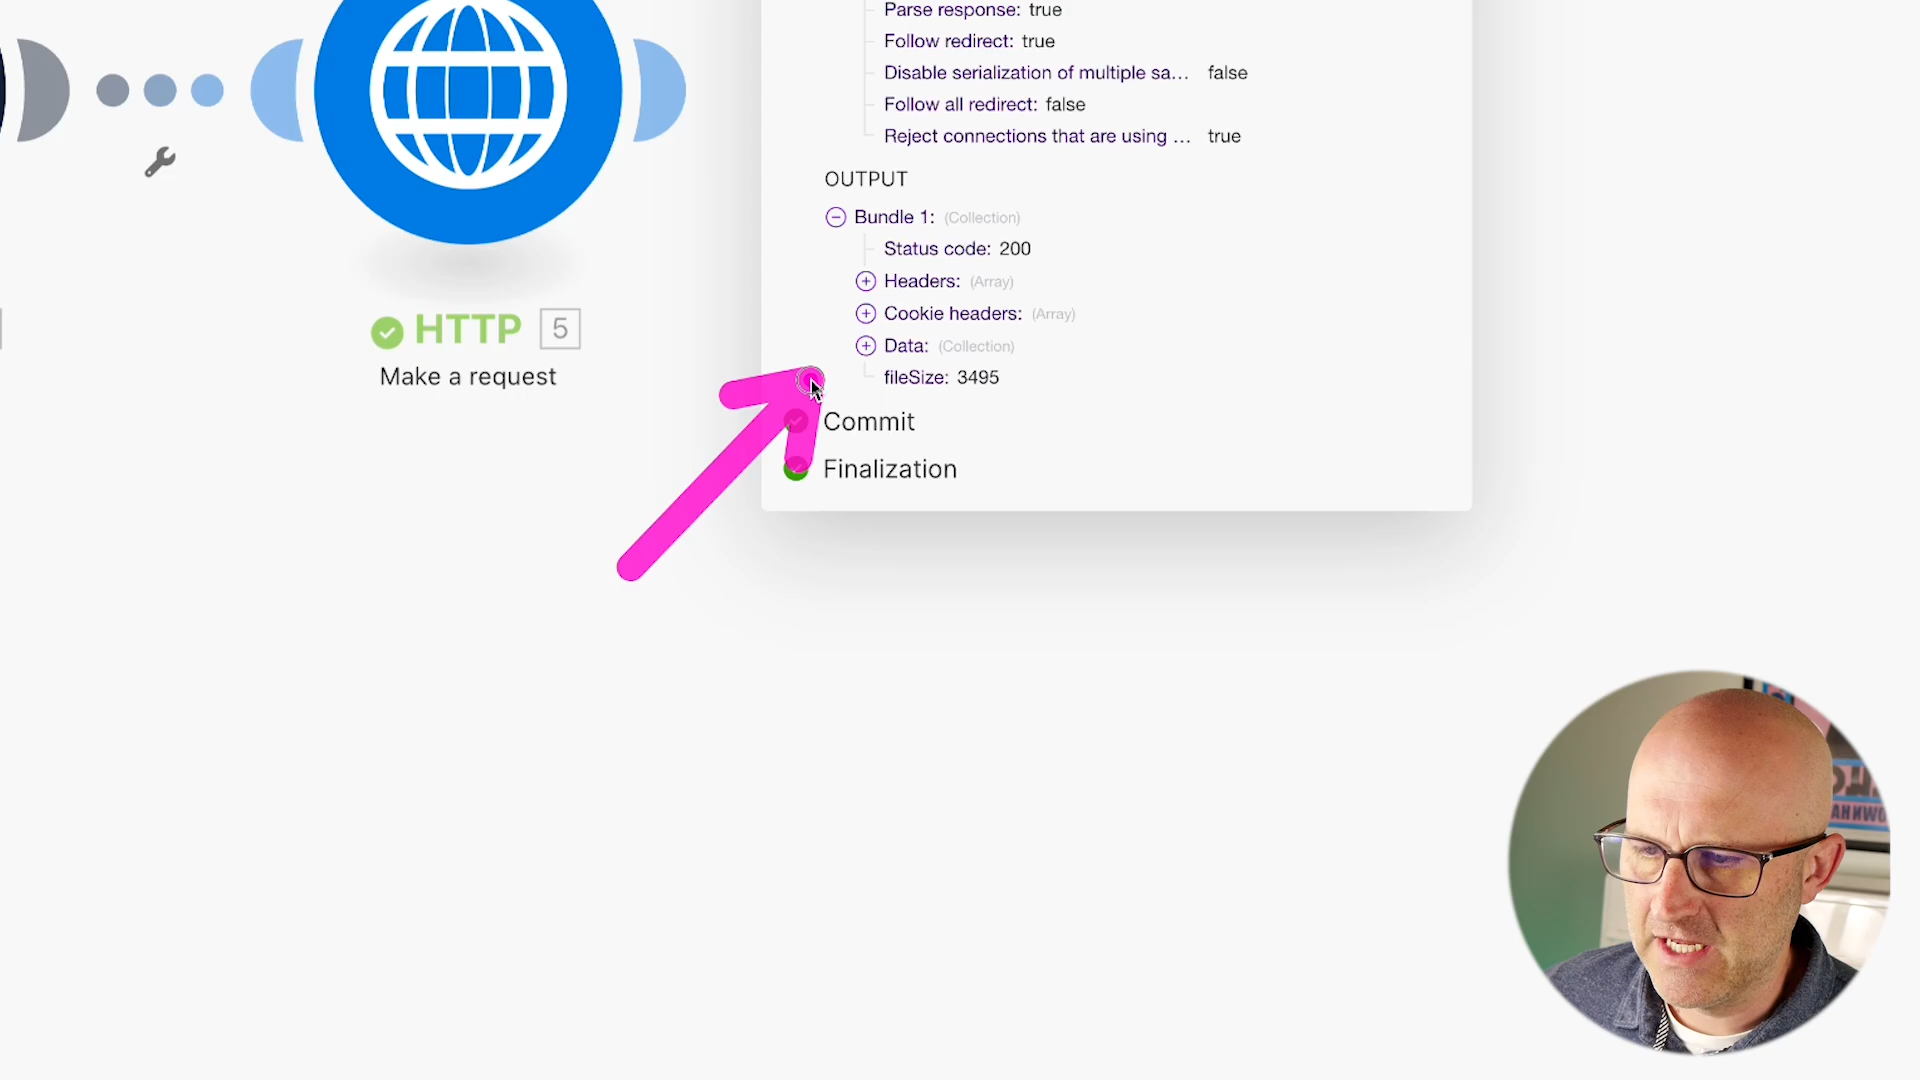 Parse response: true
Follow redirect: true
Disable serialization of multiple sa... false
Follow all redirect: false
Reject connections that are using ... true
OUTPUT
Bundle 1: (Collection)
Status code: 200
Headers: (Array)
Cookie headers: (Array)
Data: (Collection)
fileSize: 3495
Commit
Finalization
HTTP 5
Make a request